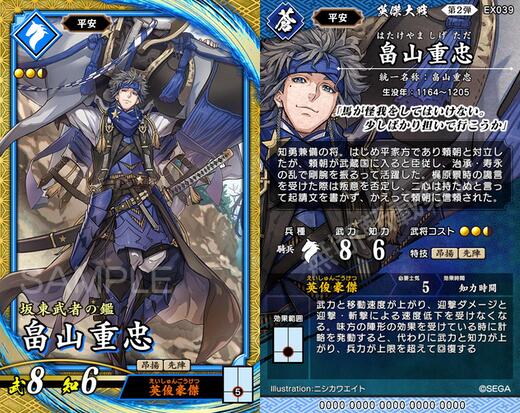 平安
SAMPLE
坂東武者の鑑
畠山重忠
昂揚 先陣
武8 知6
えいしゅんごうけつ
英俊豪傑
5
蒼
平安
英傑大戦
第2弾
EX039
はたけやま しげ ただ
畠山重忠
統一名称：畠山重忠
生没年：1164～1205
「馬が怪我をしてはいけない。
少しばかり担いで行こうか」
知勇兼備の将。はじめ平家方であり頼朝と対立し
たが、頼朝が武蔵国に入ると臣従し、治承・寿永
の乱で剛腕を振るって活躍した。梶原景時の讒言
を受けた際は叛意を否定し、二心は持たぬと言っ
て起請文を書かず、かえって頼朝に信頼された。
兵種 武力 知力 武将コスト
騎兵 8 6 特技 昂揚 先陣
えいしゅんごうけつ 必要士気 効果時間
英俊豪傑 5 知力時間
効果範囲
武力と移動速度が上がり、迎撃ダメージと
迎撃・斬撃による速度低下を受けなくな
る。味方の陣形の効果を受けている時に計
略を発動すると、代わりに武力と知力が上
がり、兵力が上限を超えて回復する
Illustration:ニシカワエイト
©SEGA
0000 0000 0000 0000 0000